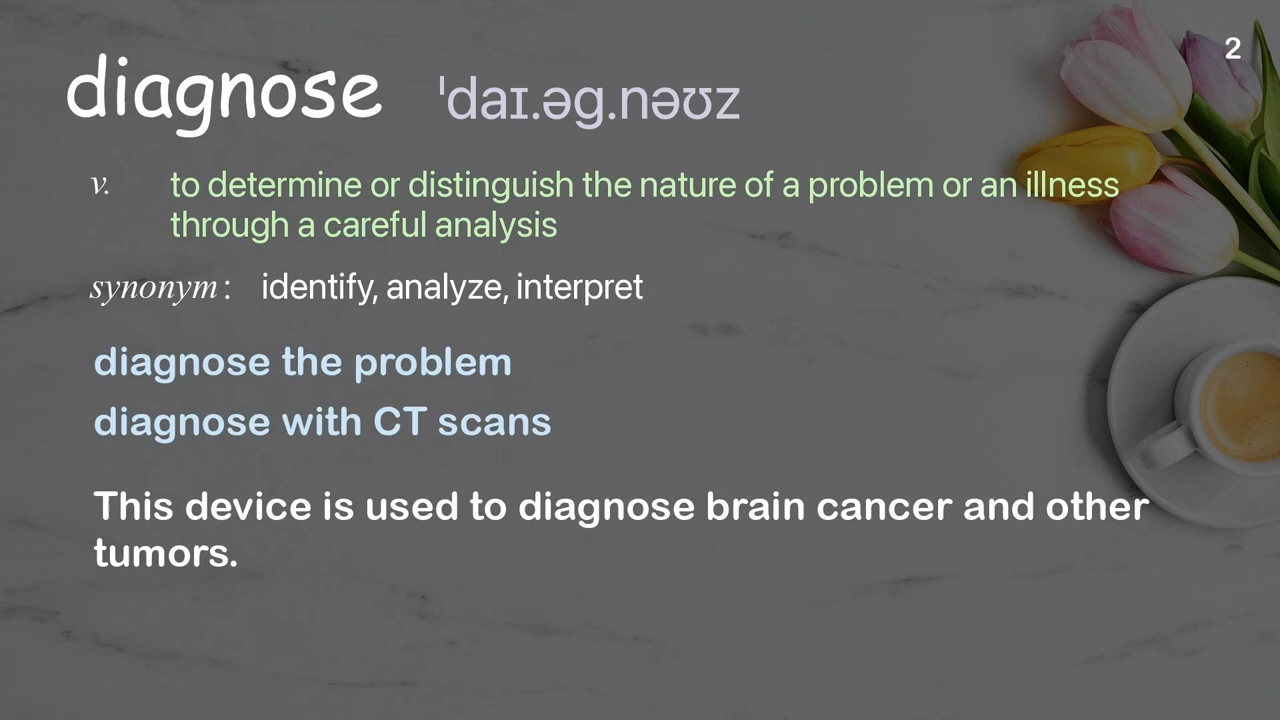 2
diagnose ˈdaɪ.əg.nəʊz
v. to determine or distinguish the nature of a problem or an illness
through a careful analysis
synonym: identify, analyze, interpret
diagnose the problem
diagnose with CT scans
This device is used to diagnose brain cancer and other
tumors.